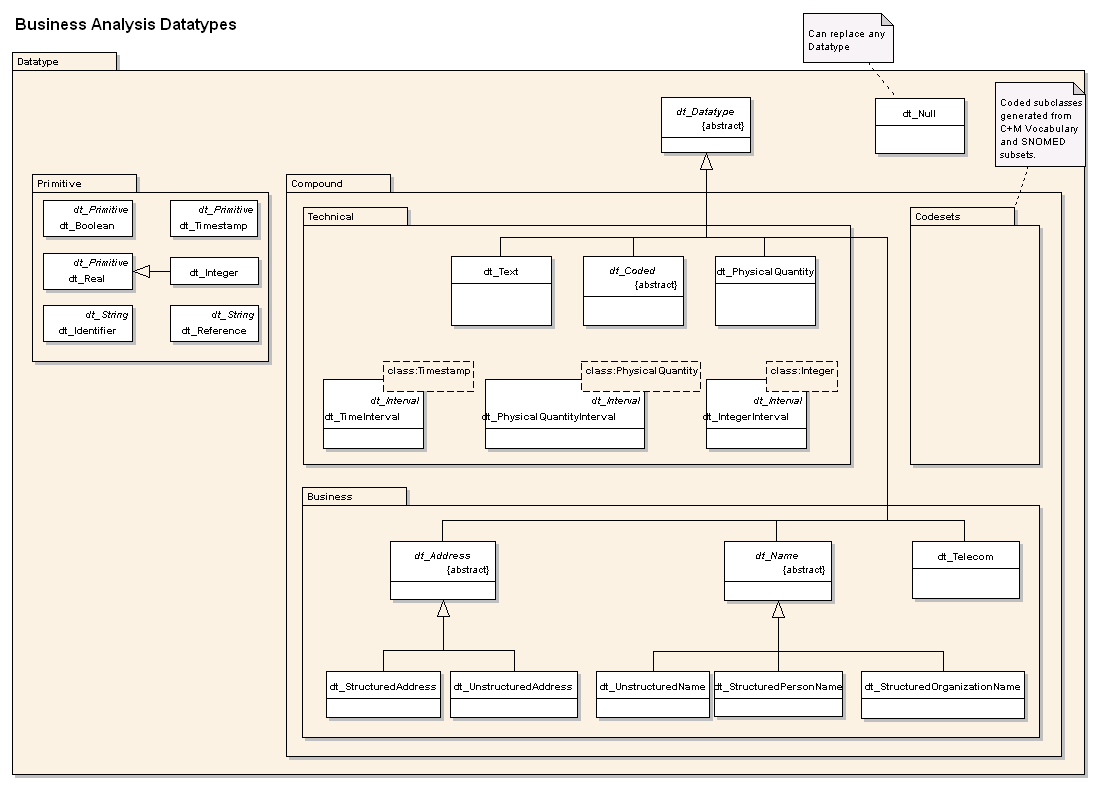 Business Analysis Datatypes
Can replace any
Datatype
Datatype
Coded subclasses
generated from
C+M Vocabulary
and SNOMED
subsets.
dt_Datatype
{abstract}
dt_Null
Primitive
dt_Primitive
dt_Boolean
dt_Primitive
dt_Timestamp
dt_Primitive
dt_Real
dt_Integer
dt_String
dt_Identifier
dt_String
dt_Reference
Compound
Technical
Codesets
dt_Text
dt_Coded
{abstract}
dt_PhysicalQuantity
class:Timestamp
dt_Interval
dt_TimeInterval
class:PhysicalQuantity
dt_Interval
dt_PhysicalQuantityInterval
class:Integer
dt_Interval
dt_IntegerInterval
Business
dt_Address
{abstract}
dt_Name
{abstract}
dt_Telecom
dt_StructuredAddress
dt_UnstructuredAddress
dt_UnstructuredName
dt_StructuredPersonName
dt_StructuredOrganizationName